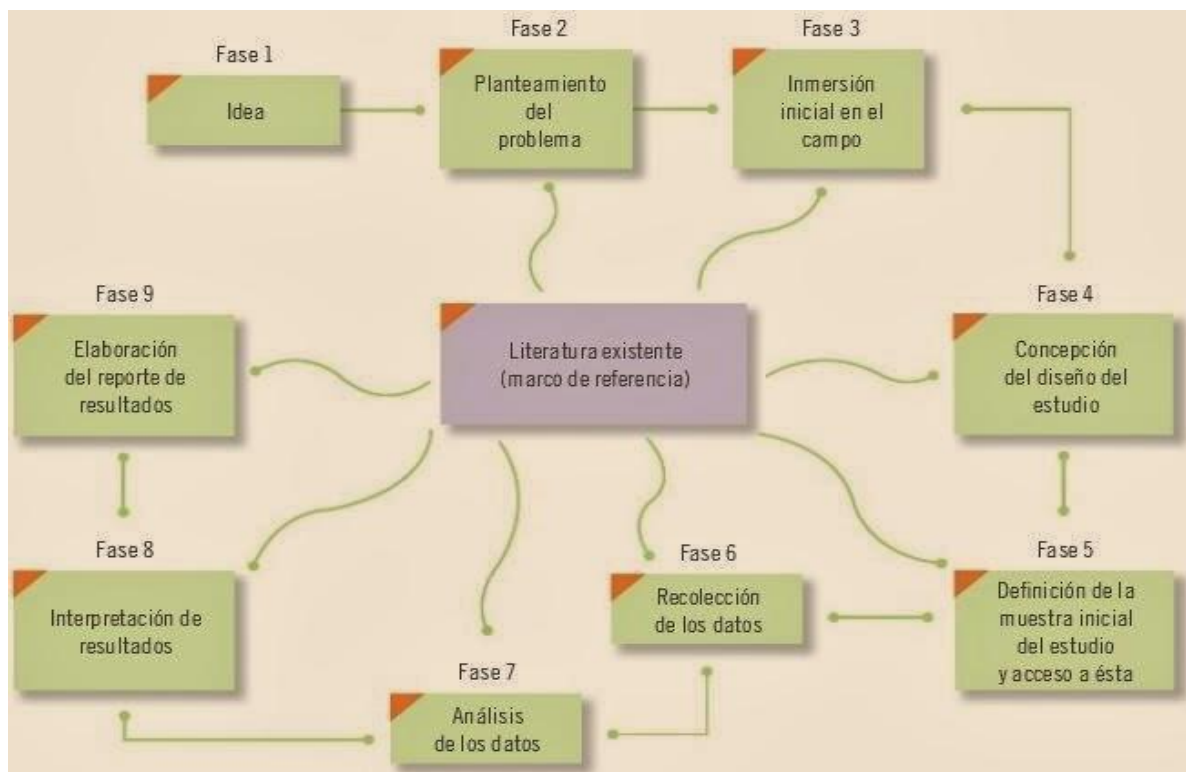 Fase 1
Idea
Fase 2
Planteamiento
del
problema
Fase 3
Inmersión
inicial en el
campo
Fase 4
Concepción
del diseño del
estudio
Literatura existente
(marco de referencia)
Fase 9
Elaboración
del reporte de
resultados
Fase 8
Interpretación de
resultados
Fase 7
Análisis
de los datos
Fase 6
Recolección
de los datos
Fase 5
Definición de la
muestra inicial
del estudio
y acceso a ésta